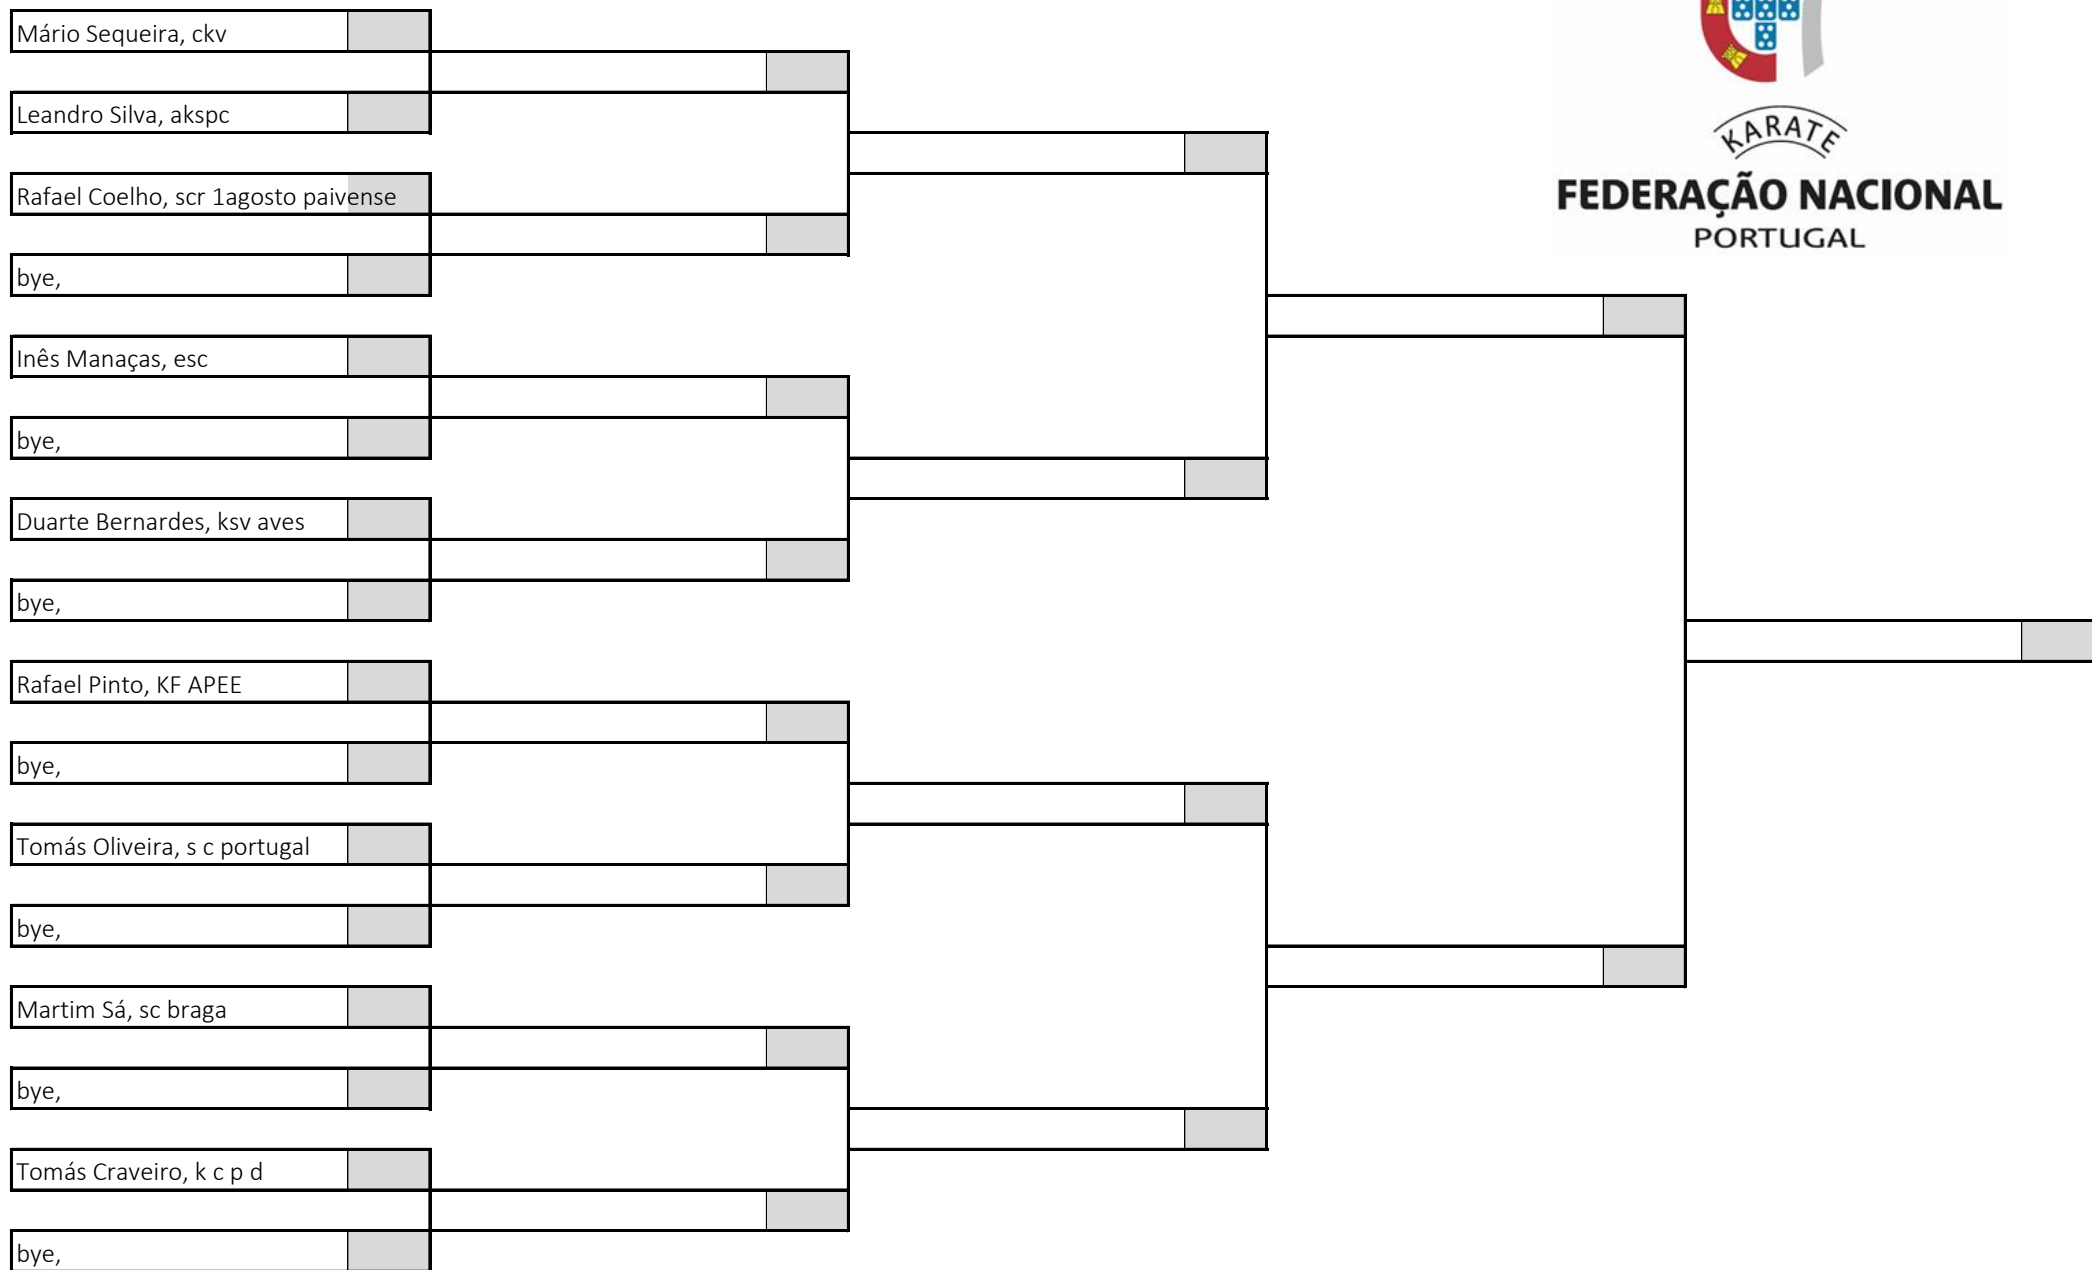 Mário Sequeira, ckv
Leandro Silva, akspc
KARATE
Rafael Coelho, scr 1agosto paivense
FEDERAÇÃO NACIONAL
PORTUGAL
bye,
Inês Manaças, esc
bye,
Duarte Bernardes, ksv aves
bye,
Rafael Pinto, KF APEE
bye,
Tomás Oliveira, s c portugal
bye,
Martim Sá, sc braga
bye,
Tomás Craveiro, k c p d
bye,